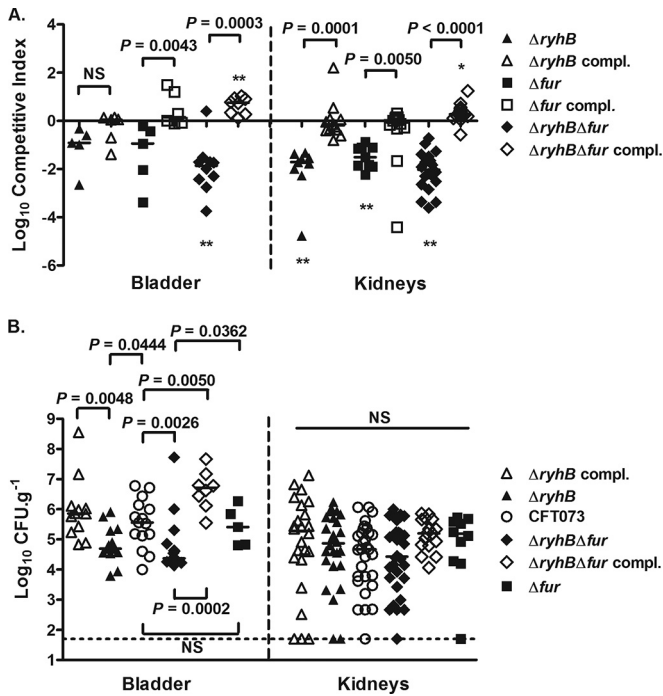 A.
P = 0.0003
P = 0.0001
P < 0.0001
P = 0.0043
P = 0.0050
NS
**
*
ΔryhB
ΔryhB compl.
Δfur
Δfur compl.
ΔryhBΔfur
ΔryhBΔfur compl.
Log10 Competitive Index
4
2
0
-2
-4
-6
**
**
**
**
Bladder
Kidneys
B.
P = 0.0362
P = 0.0444
P = 0.0050
P = 0.0048
P = 0.0026
NS
Log10 CFU.g-1
9
8
7
6
5
4
3
2
1
P = 0.0002
NS
ΔryhB compl.
ΔryhB
CFT073
ΔryhBΔfur
ΔryhBΔfur compl.
Δfur
Bladder
Kidneys